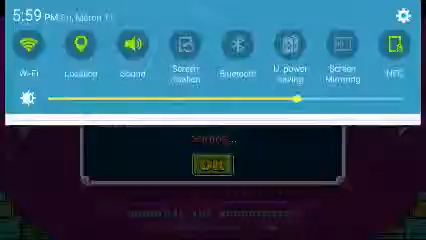 5:59 PM Fri, March 11
Wi-Fi
Location
Sound
Screen
rotation
Bluetooth
U. power
saving
Screen
Mirroring
NFC
OK